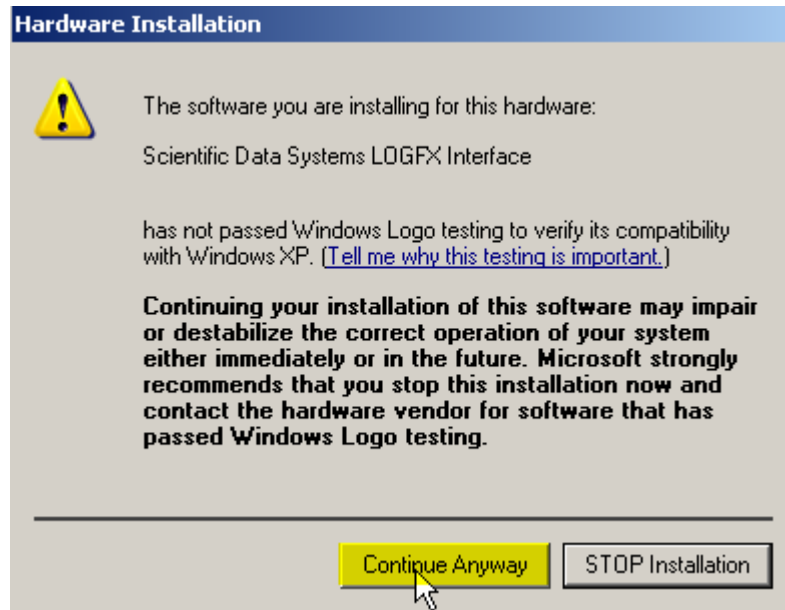 Hardware Installation
The software you are installing for this hardware:
Scientific Data Systems LOGFX Interface
has not passed Windows Logo testing to verify its compatibility
with Windows XP. (Tell me why this testing is important.)
Continuing your installation of this software may impair
or destabilize the correct operation of your system
either immediately or in the future. Microsoft strongly
recommends that you stop this installation now and
contact the hardware vendor for software that has
passed Windows Logo testing.
Continue Anyway
STOP Installation